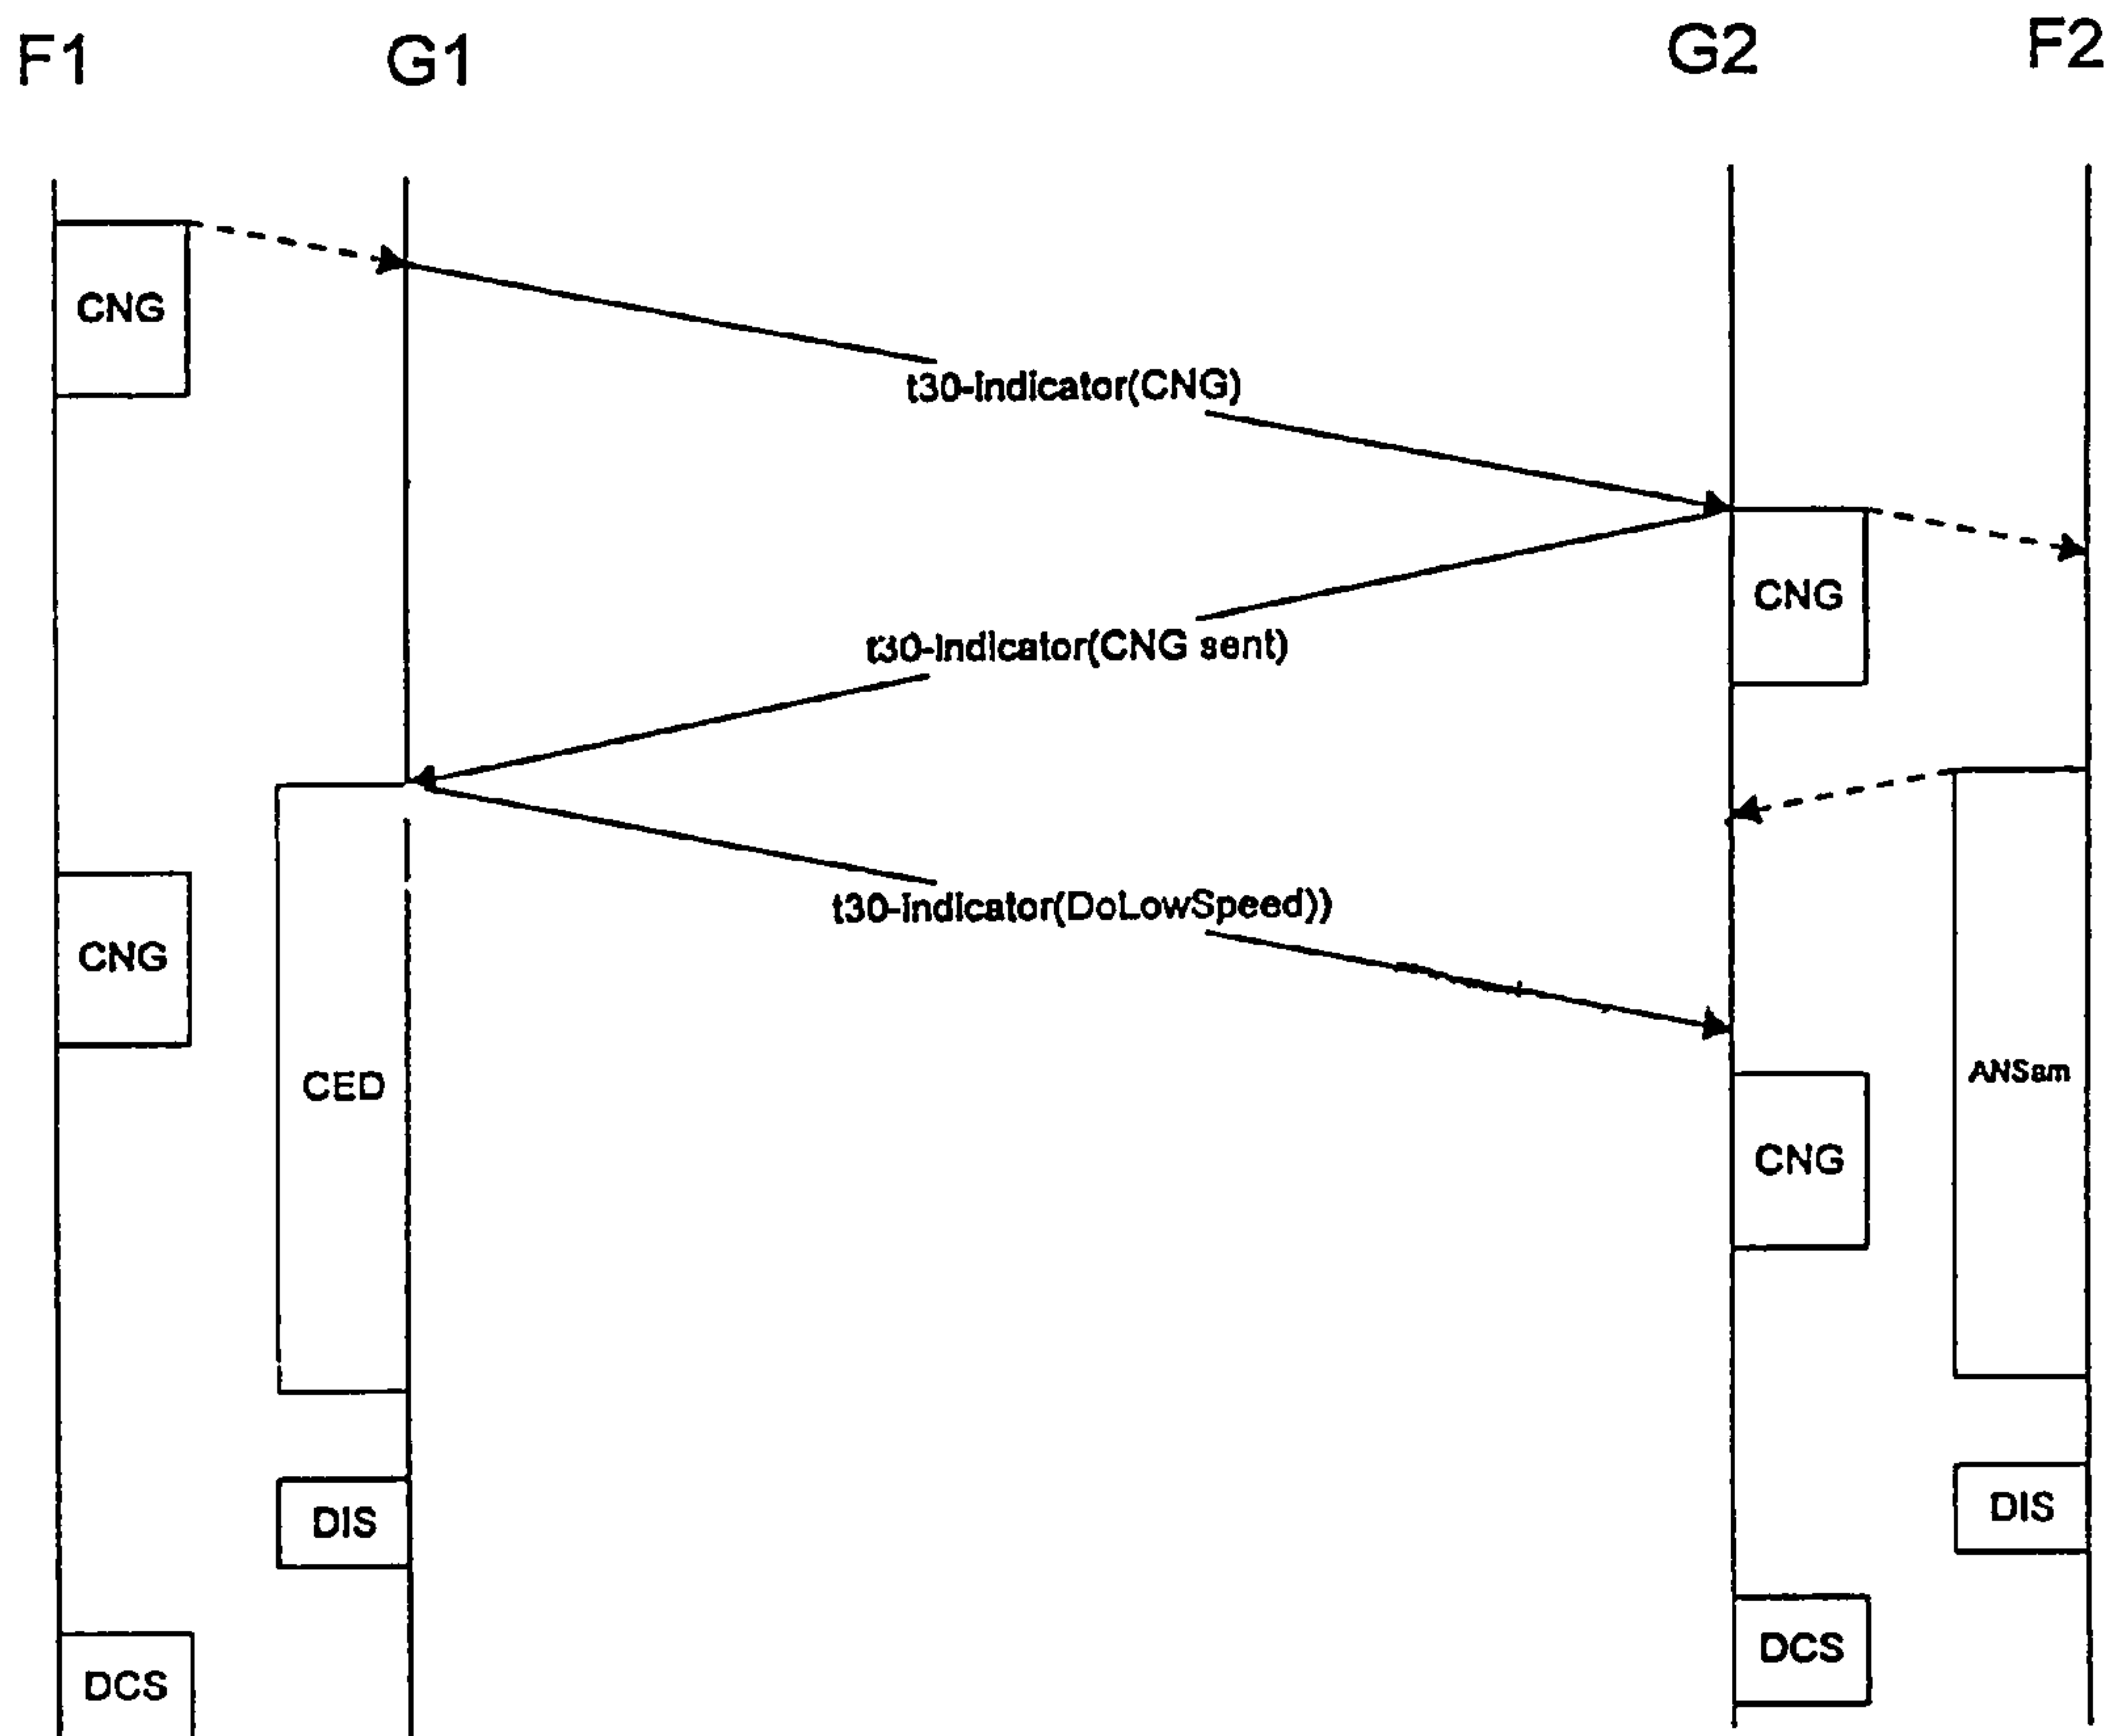 F1 G1 G2 F2
CNG
t30-Indicator(CNG)
CNG
t30-Indicator(CNG sent)
t30-Indicator(DoLowSpeed))
CNG
CED
ANSam
CNG
DIS
DIS
DCS
DCS